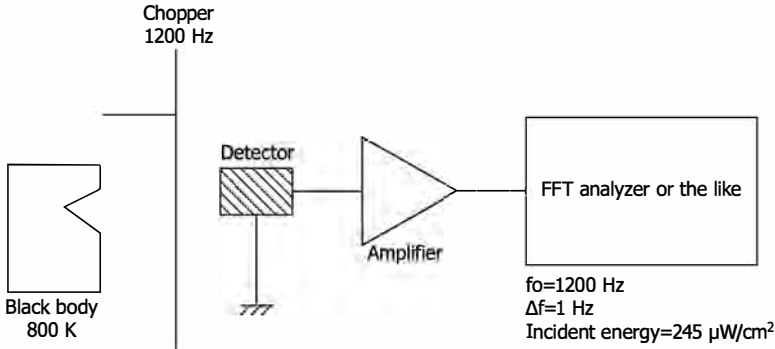 Chopper
1200 Hz
Detector
FFT analyzer or the like
Amplifier
Black body
800 K
fo=1200 Hz
Δf=1 Hz
Incident energy=245 μW/cm²